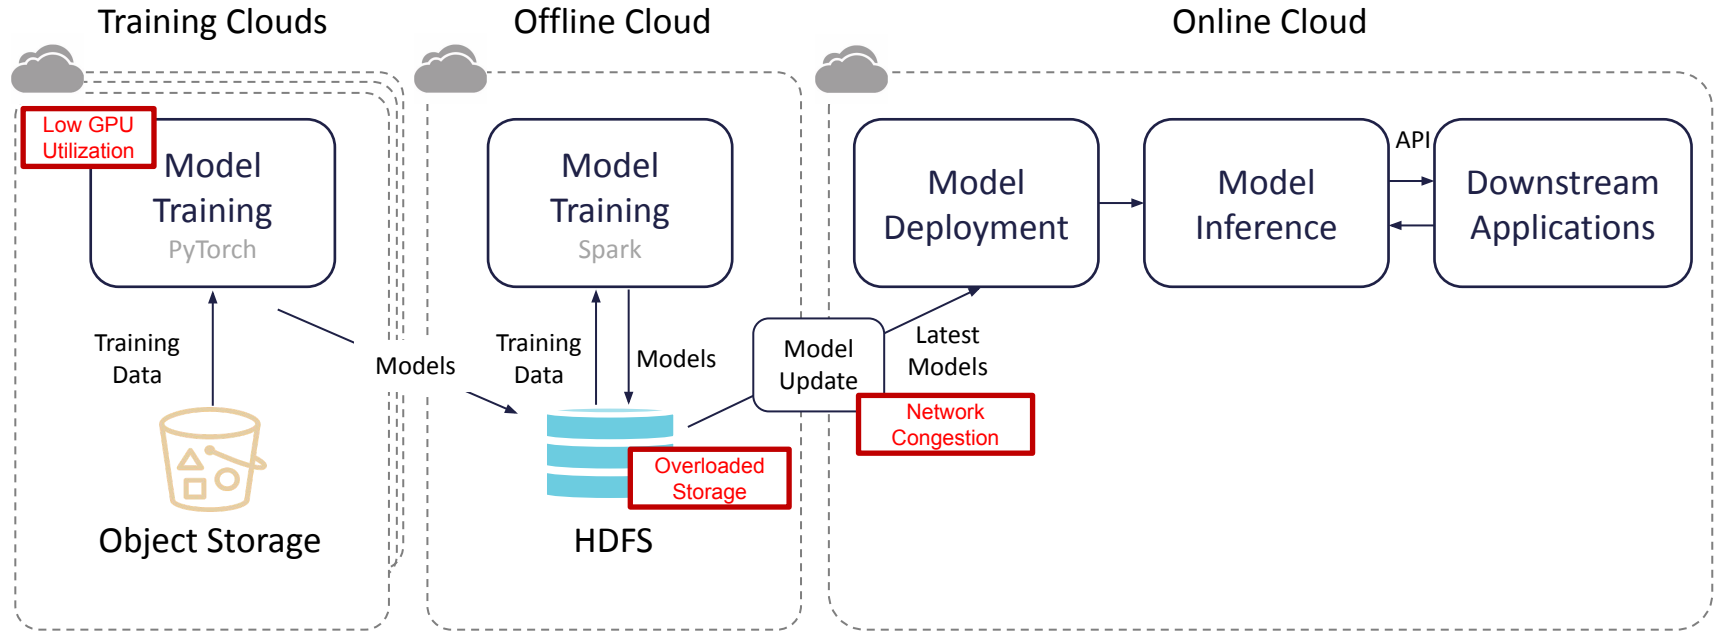 Training Clouds
Offline Cloud
Online Cloud
Low GPU
Utilization
Model
Training
PyTorch
Training
Data
Object Storage
Models
Model
Training
Spark
Training
Data
Models
HDFS
Overloaded
Storage
Model
Update
Latest
Models
Network
Congestion
Model
Deployment
Model
Inference
API
Downstream
Applications